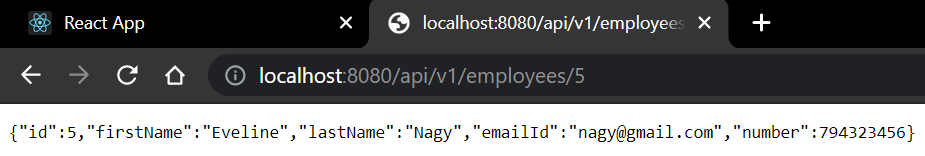 React App
localhost:8080/api/v1/employees
localhost:8080/api/v1/employees/5
{"id":5,"firstName":"Eveline","lastName":"Nagy","emailId":"nagy@gmail.com","number":794323456}